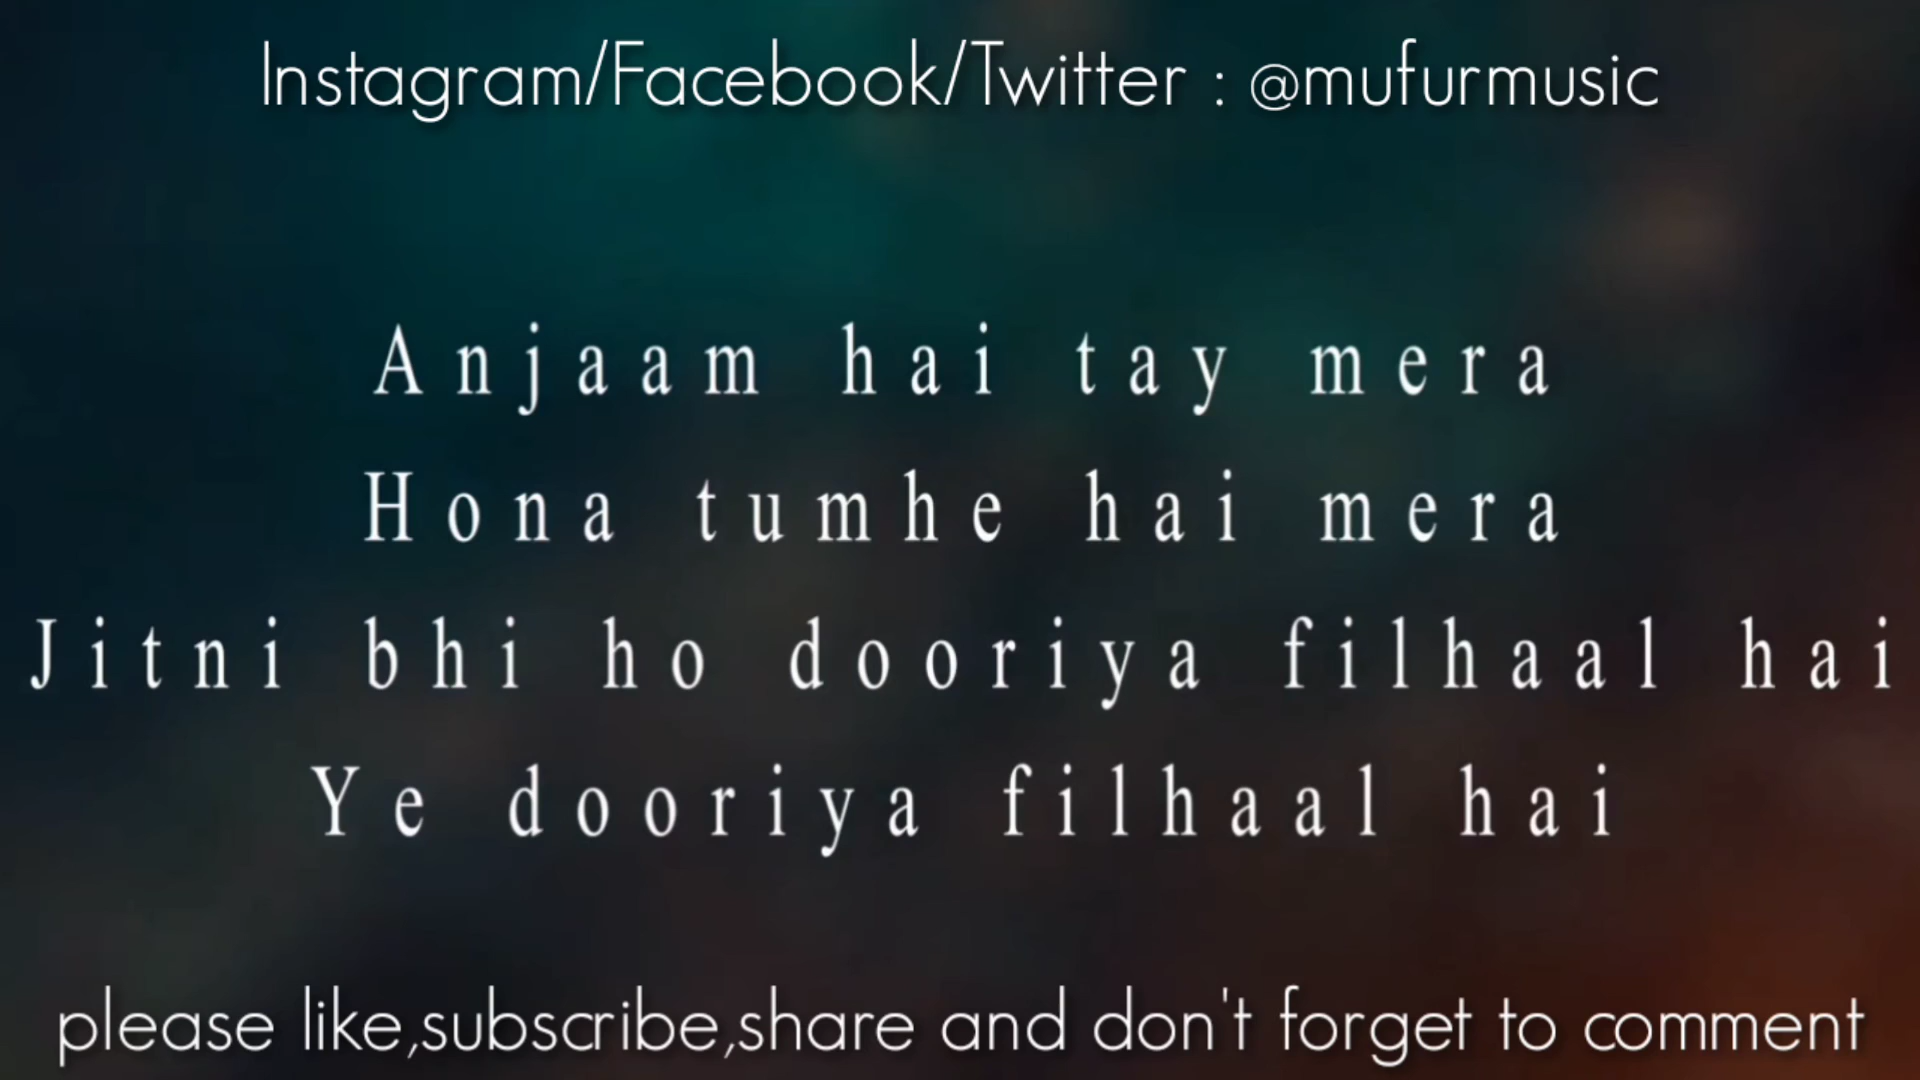 Instagram/Facebook/Twitter : @mufurmusic
Anjaam hai tay mera
Hona tumhe hai mera
Jitni bhi ho dooriya filhaal hai
Ye dooriya filhaal hai
please like,subscribe,share and don't forget to comment